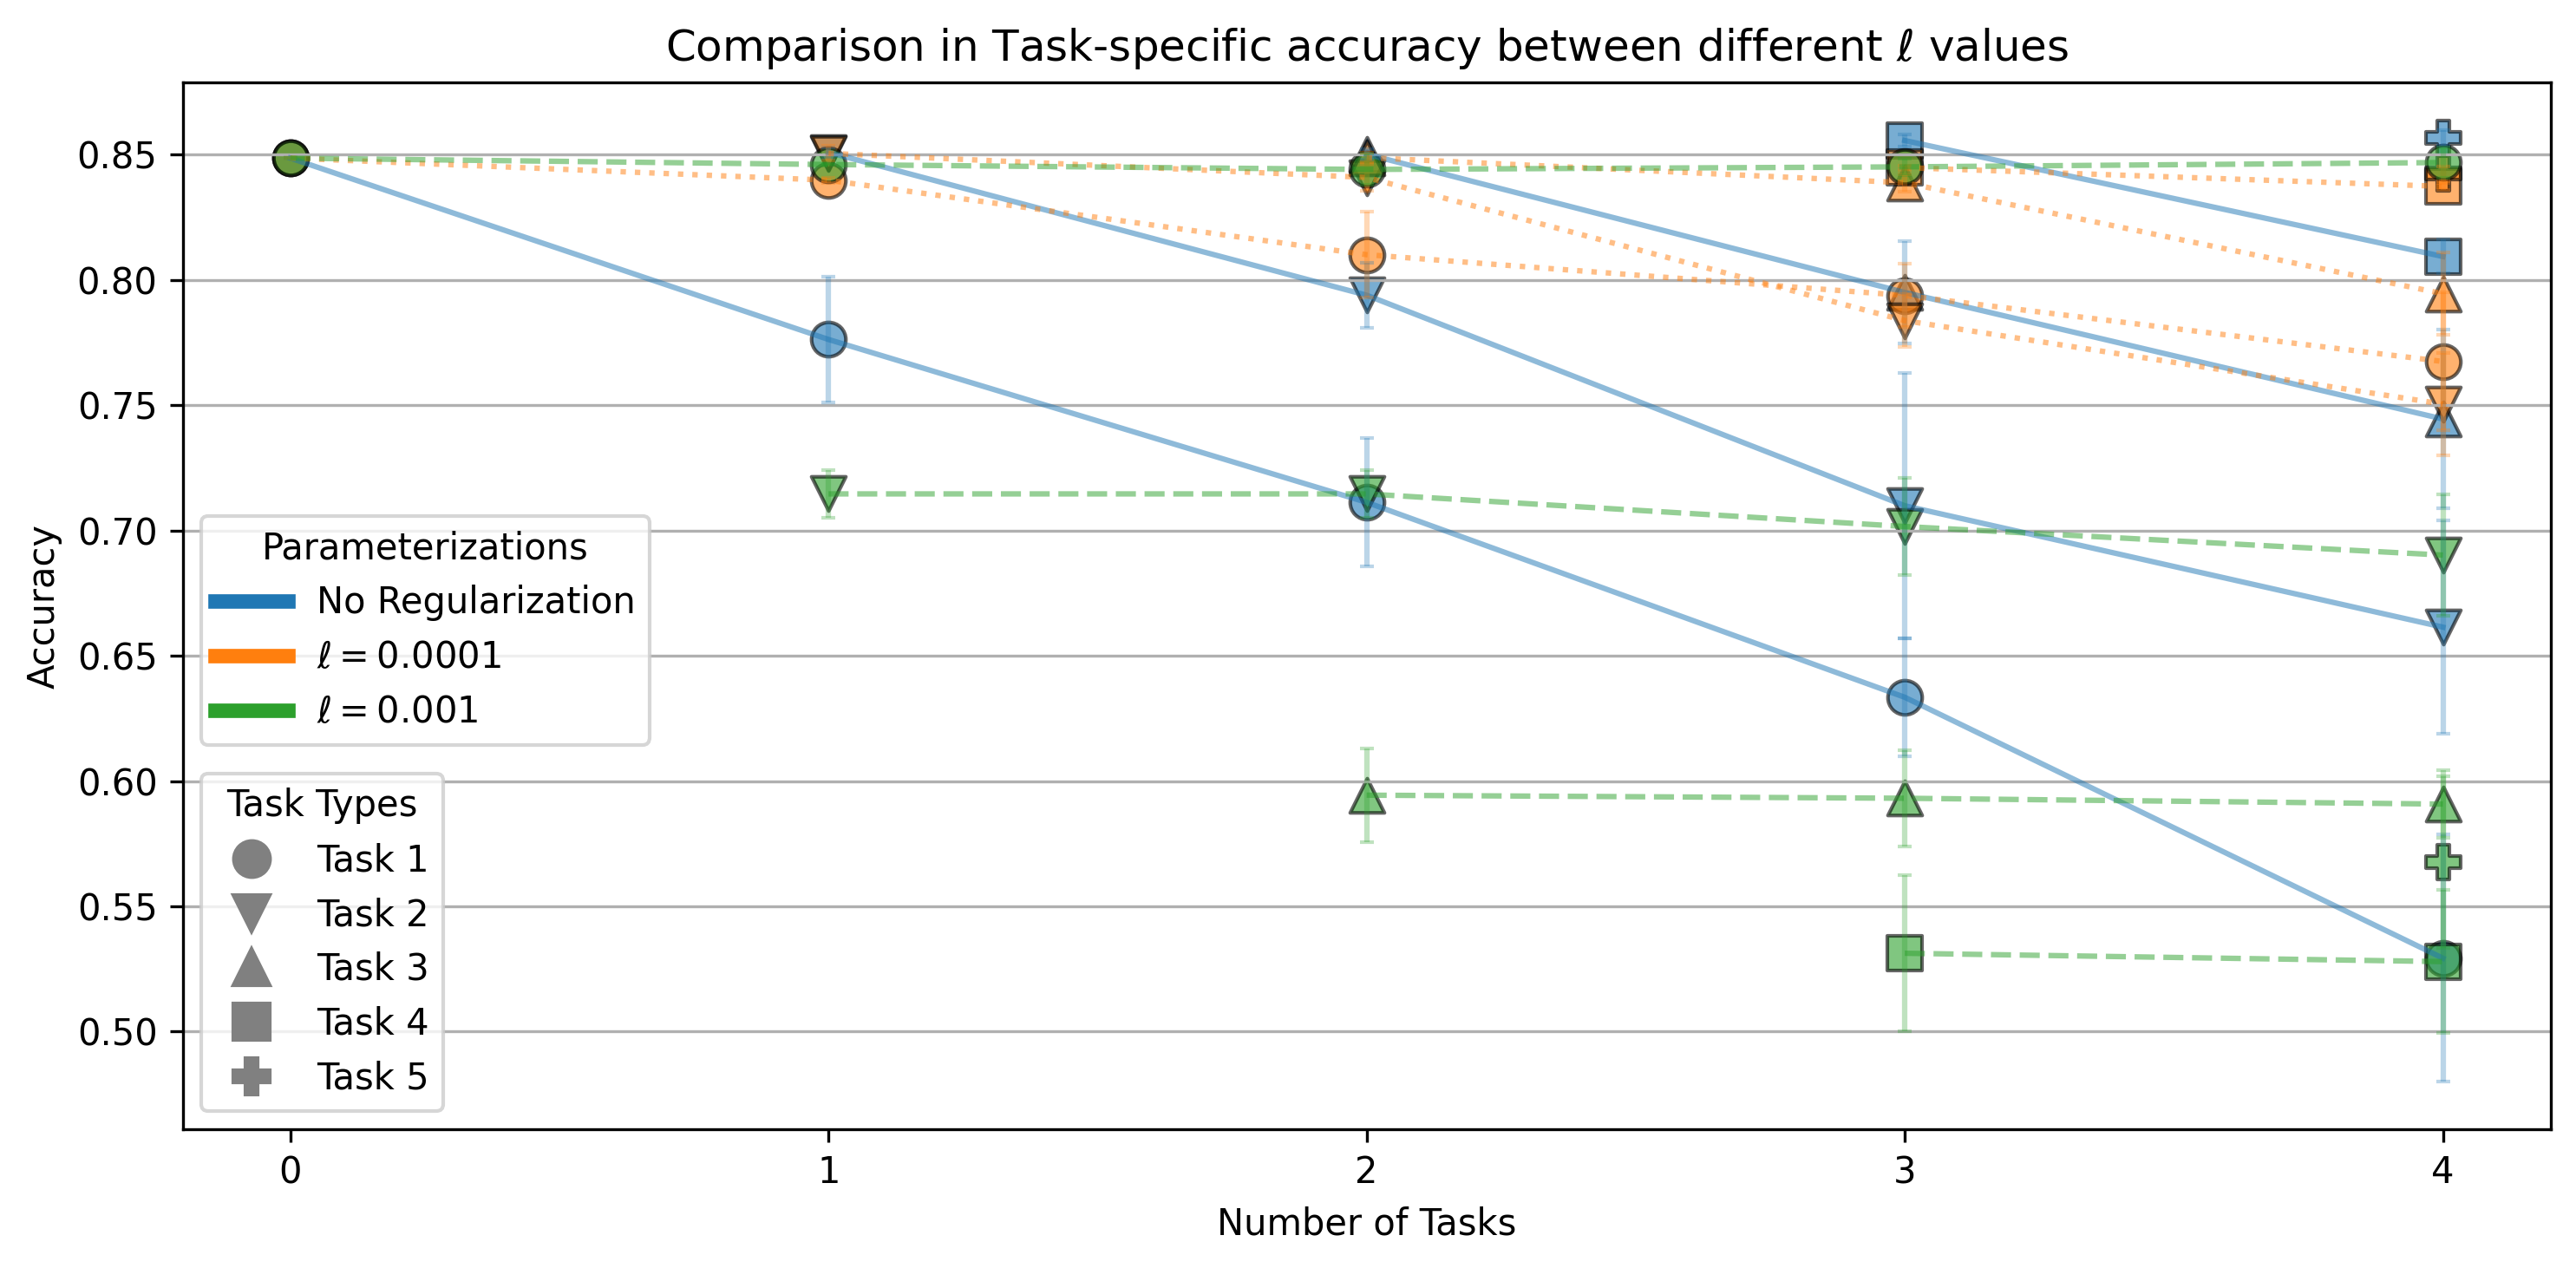 Comparison in Task-specific accuracy between different ℓ values
Accuracy
0.85
0.80
0.75
0.70
0.65
0.60
0.55
0.50
Parameterizations
No Regularization
ℓ = 0.0001
ℓ = 0.001
Task Types
Task 1
Task 2
Task 3
Task 4
Task 5
0 1 2 3 4
Number of Tasks